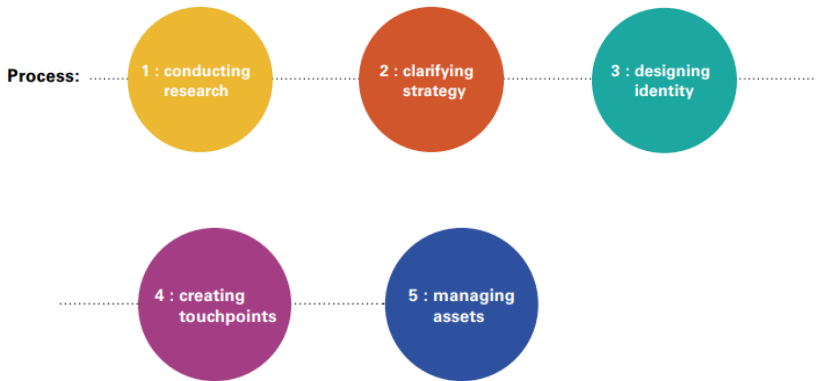 Process:
1 : conducting
research
2 : clarifying
strategy
3 : designing
identity
4 : creating
touchpoints
5 : managing
assets